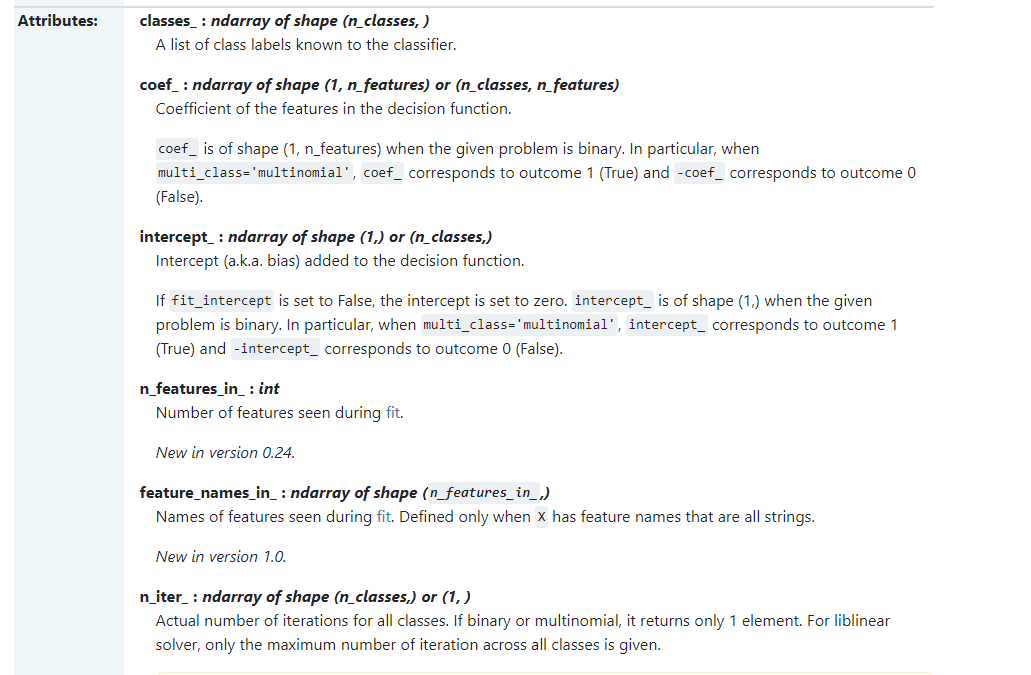 Attributes:
classes_ : ndarray of shape (n_classes, )
A list of class labels known to the classifier.
coef_ : ndarray of shape (1, n_features) or (n_classes, n_features)
Coefficient of the features in the decision function.
coef_ is of shape (1, n_features) when the given problem is binary. In particular, when
multi_class='multinomial', coef_ corresponds to outcome 1 (True) and -coef_ corresponds to outcome 0
(False).
intercept_ : ndarray of shape (1,) or (n_classes,)
Intercept (a.k.a. bias) added to the decision function.
If fit_intercept is set to False, the intercept is set to zero. intercept_ is of shape (1,) when the given
problem is binary. In particular, when multi_class='multinomial', intercept_ corresponds to outcome 1
(True) and -intercept_ corresponds to outcome 0 (False).
n_features_in_ : int
Number of features seen during fit.
New in version 0.24.
feature_names_in_ : ndarray of shape (n_features_in_,)
Names of features seen during fit. Defined only when X has feature names that are all strings.
New in version 1.0.
n_iter_ : ndarray of shape (n_classes,) or (1, )
Actual number of iterations for all classes. If binary or multinomial, it returns only 1 element. For liblinear
solver, only the maximum number of iteration across all classes is given.